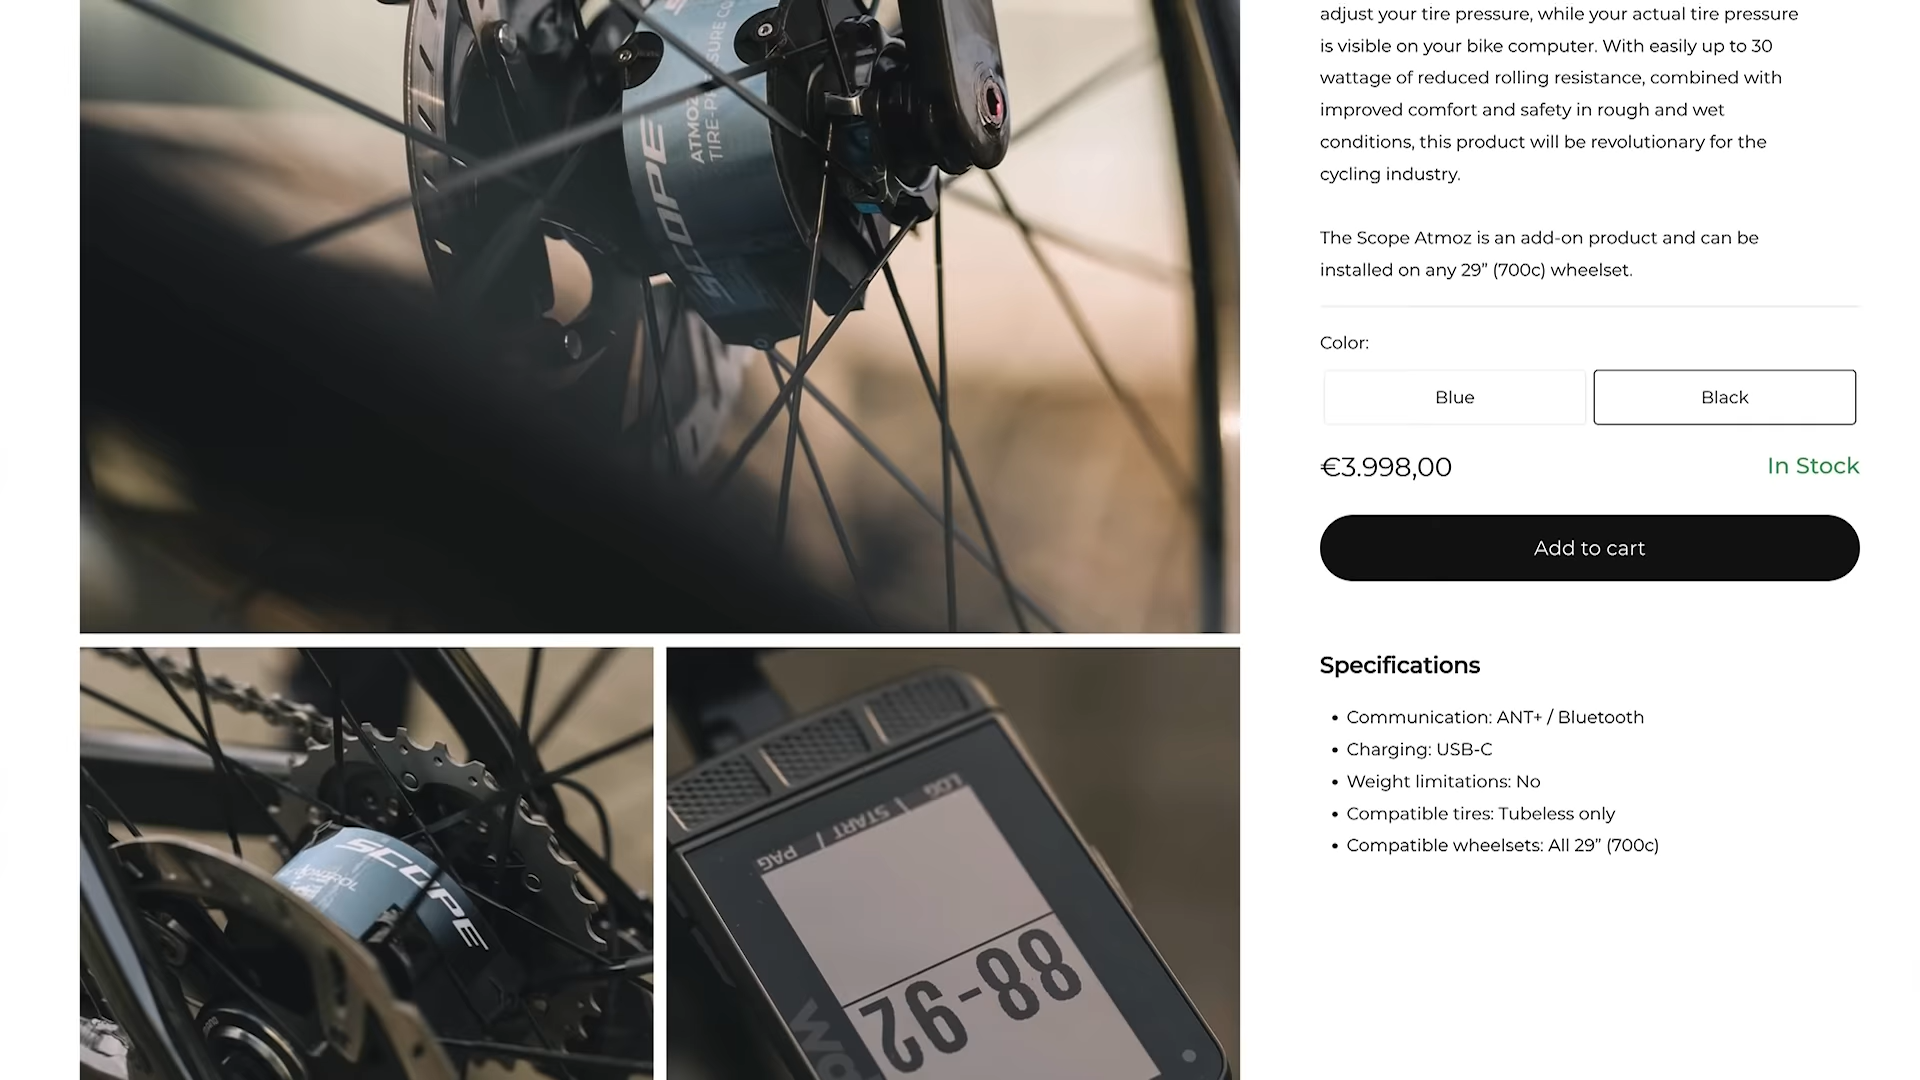 adjust your tire pressure, while your actual tire pressure
is visible on your bike computer. With easily up to 30
wattage of reduced rolling resistance, combined with
improved comfort and safety in rough and wet
conditions, this product will be revolutionary for the
cycling industry.
The Scope Atmoz is an add-on product and can be
installed on any 29” (700c) wheelset.
Color:
Blue
Black
€3.998,00
In Stock
Add to cart
Specifications
• Communication: ANT+ / Bluetooth
• Charging: USB-C
• Weight limitations: No
• Compatible tires: Tubeless only
• Compatible wheelsets: All 29” (700c)
SCOPE
ATMOZ
SCOPE
SCOPE
PAG | START | LOG
88-92